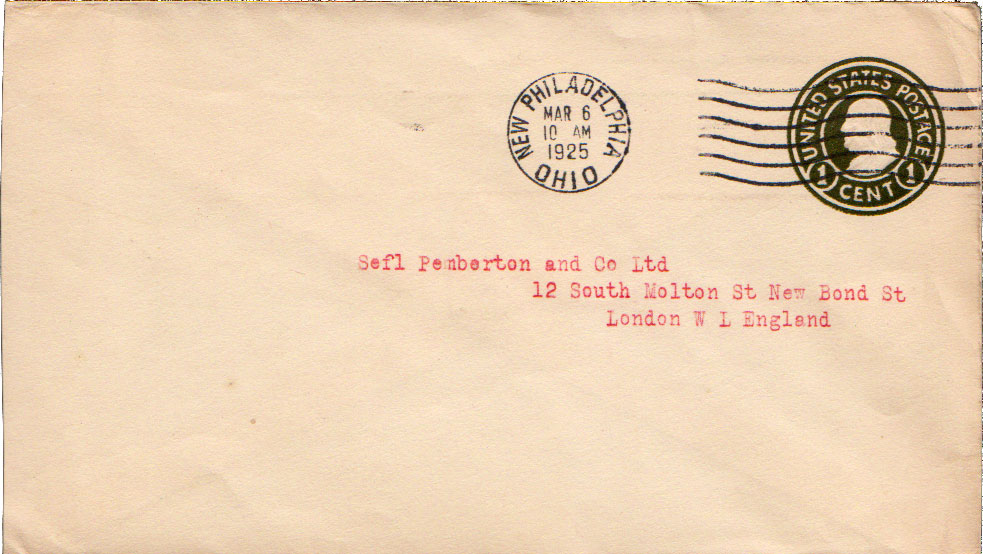 NEW PHILADELPHIA
MAR 6
10 AM
1925
OHIO
UNITED STATES POSTAGE
1 CENT 1
Sefl Pemberton and Co Ltd
12 South Molton St New Bond St
London W L England